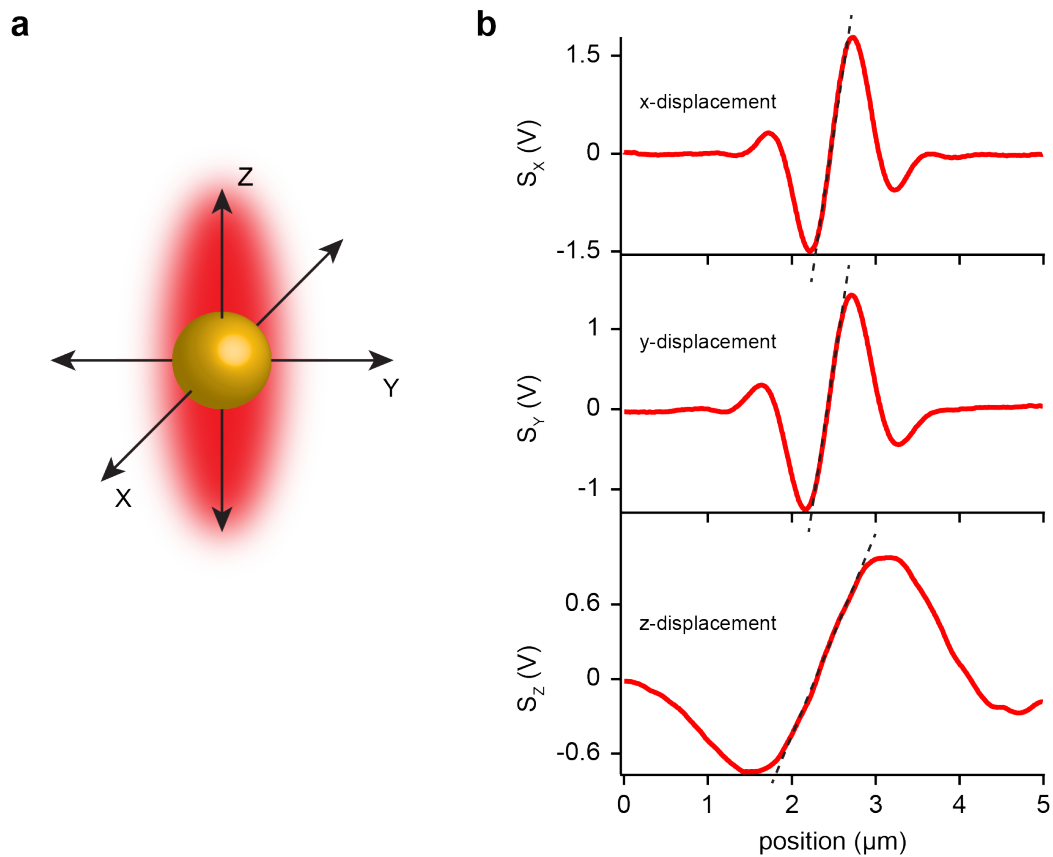 a
Z
Y
X
b
1.5
0
-1.5
S_X (V)
x-displacement
1
0
-1
S_Y (V)
y-displacement
0.6
0
-0.6
S_Z (V)
z-displacement
0 1 2 3 4 5
position (µm)